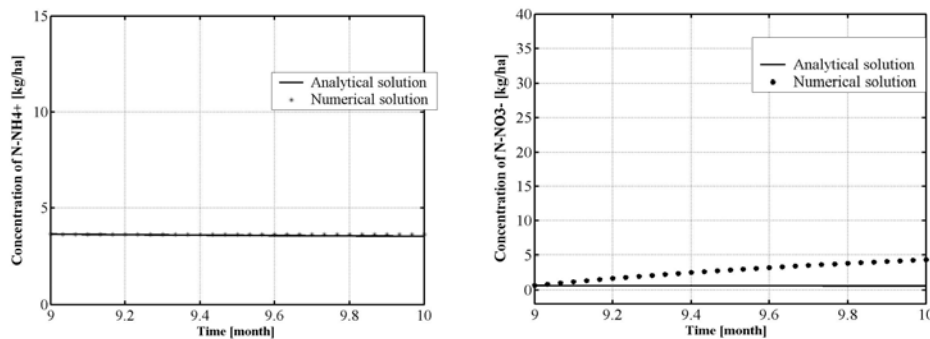 15
10
5
0
Concentration of N-NH4+ [kg/ha]
Analytical solution
Numerical solution
9 9.2 9.4 9.6 9.8 10
Time [month]
40
35
30
25
20
15
10
5
0
Concentration of N-NO3- [kg/ha]
Analytical solution
Numerical solution
9 9.2 9.4 9.6 9.8 10
Time [month]